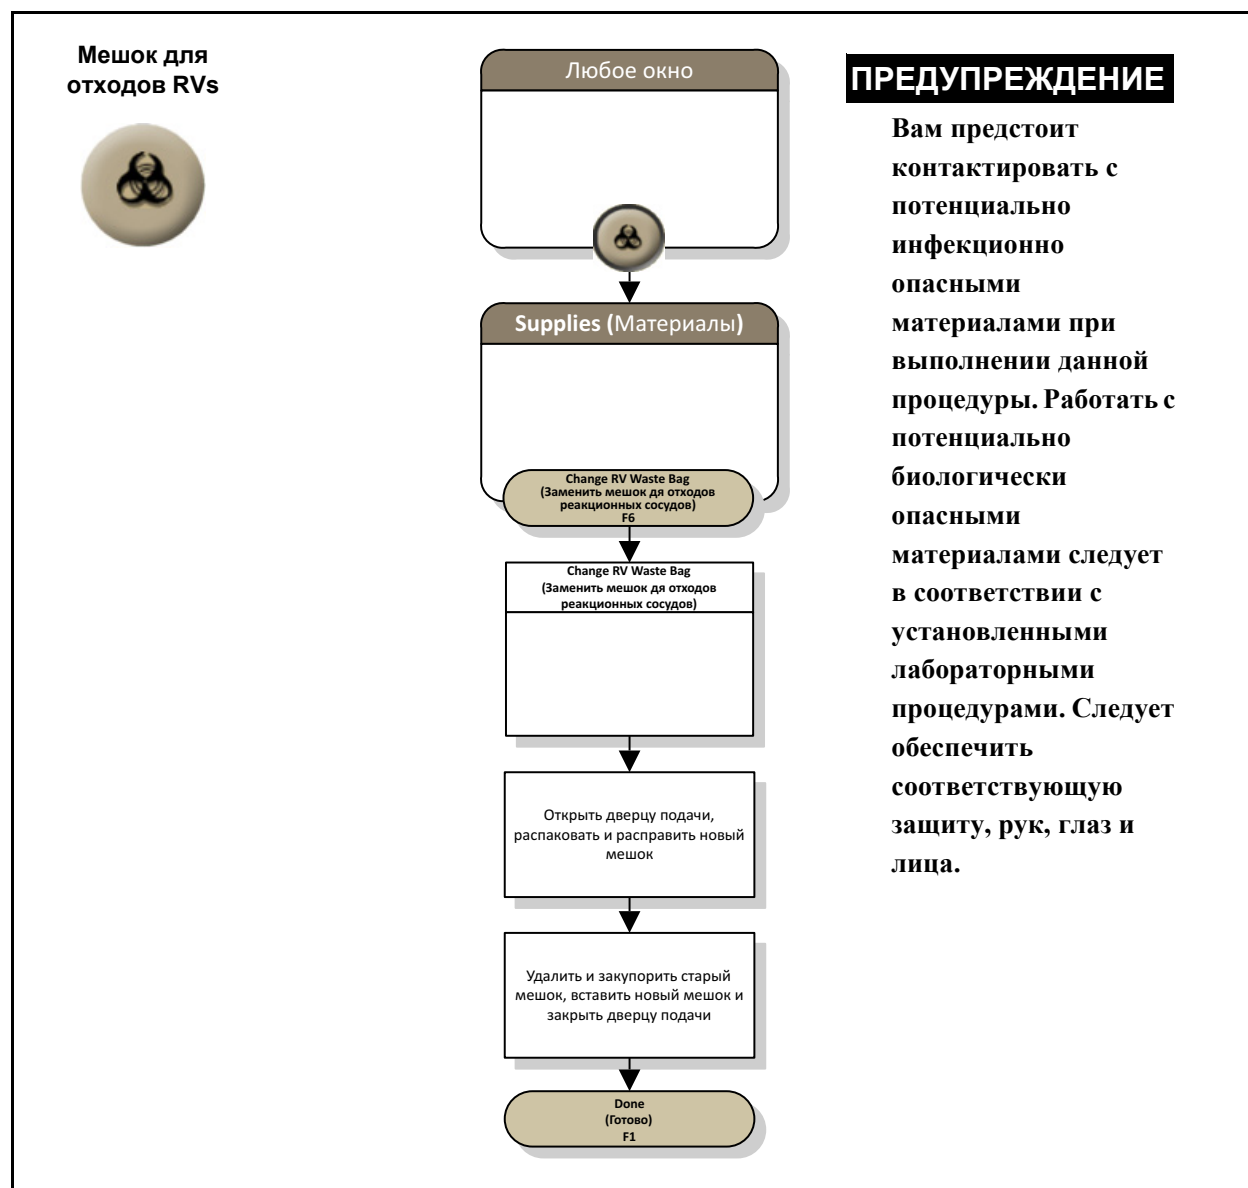 Мешок для
отходов RVs
Любое окно
Supplies (Материалы)
Change RV Waste Bag
(Заменить мешок дя отходов
реакционных сосудов)
F6
Change RV Waste Bag
(Заменить мешок дя отходов
реакционных сосудов)
Открыть дверцу подачи,
распаковать и расправить новый
мешок
Удалить и закупорить старый
мешок, вставить новый мешок и
закрыть дверцу подачи
Done
(Готово)
F1
ПРЕДУПРЕЖДЕНИЕ
Вам предстоит
контактировать с
потенциально
инфекционно
опасными
материалами при
выполнении данной
процедуры. Работать с
потенциально
биологически
опасными
материалами следует
в соответствии с
установленными
лабораторными
процедурами. Следует
обеспечить
соответствующую
защиту, рук, глаз и
лица.